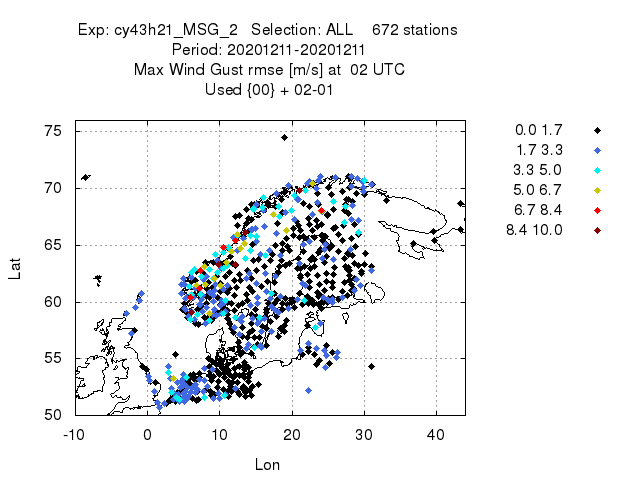 Exp: cy43h21_MSG_2   Selection: ALL    672 stations
Period: 20201211-20201211
Max Wind Gust rmse [m/s] at  02 UTC
Used {00} + 02-01
0.0 1.7
1.7 3.3
3.3 5.0
5.0 6.7
6.7 8.4
8.4 10.0
75
70
65
60
55
50
Lat
-10 0 10 20 30 40
Lon